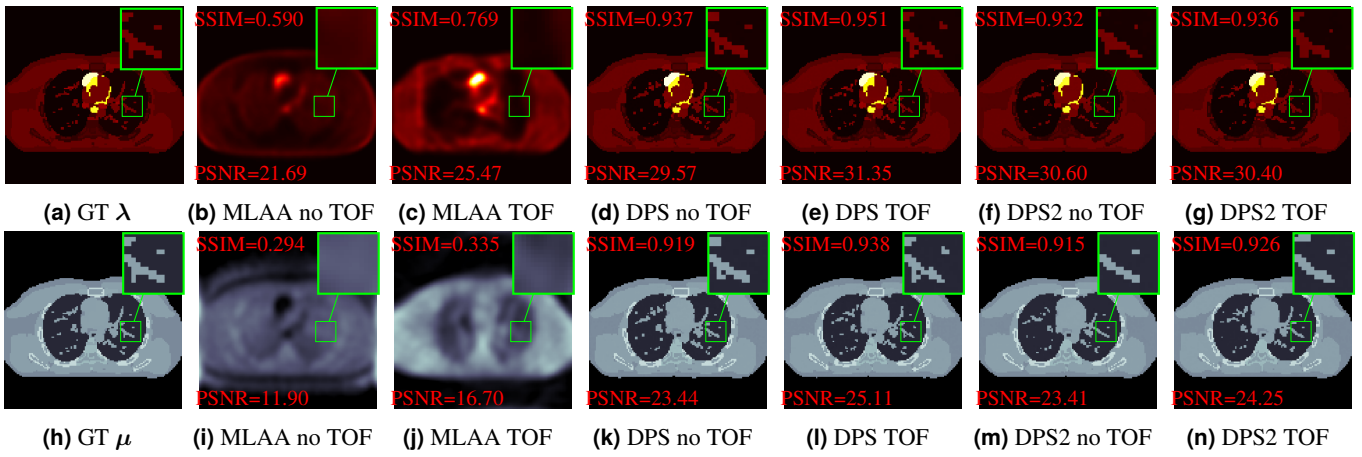 SSIM=0.590 SSIM=0.769 SSIM=0.937 SSIM=0.951 SSIM=0.932 SSIM=0.936
PSNR=21.69 PSNR=25.47 PSNR=29.57 PSNR=31.35 PSNR=30.60 PSNR=30.40
(a) GT λ (b) MLAA no TOF (c) MLAA TOF (d) DPS no TOF (e) DPS TOF (f) DPS2 no TOF (g) DPS2 TOF
SSIM=0.294 SSIM=0.335 SSIM=0.919 SSIM=0.938 SSIM=0.915 SSIM=0.926
PSNR=11.90 PSNR=16.70 PSNR=23.44 PSNR=25.11 PSNR=23.41 PSNR=24.25
(h) GT μ (i) MLAA no TOF (j) MLAA TOF (k) DPS no TOF (l) DPS TOF (m) DPS2 no TOF (n) DPS2 TOF